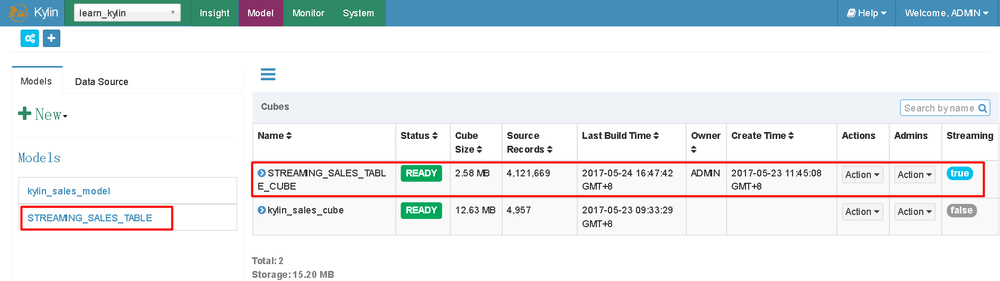 Kylin learn_kylin Insight Model Monitor System Help Welcome, ADMIN
Models Data Source
New
Models
kylin_sales_model
STREAMING_SALES_TABLE
Cubes Search by name
Name Status Cube Size Source Records Last Build Time Owner Create Time Actions Admins Streaming
STREAMING_SALES_TABL READY 2.58 MB 4,121,669 2017-05-24 16:47:42 ADMIN 2017-05-23 11:45:08 Action Action true
E_CUBE GMT+8 GMT+8
kylin_sales_cube READY 12.63 MB 4,957 2017-05-23 09:33:29 Action Action false
GMT+8
Total: 2
Storage: 15.20 MB